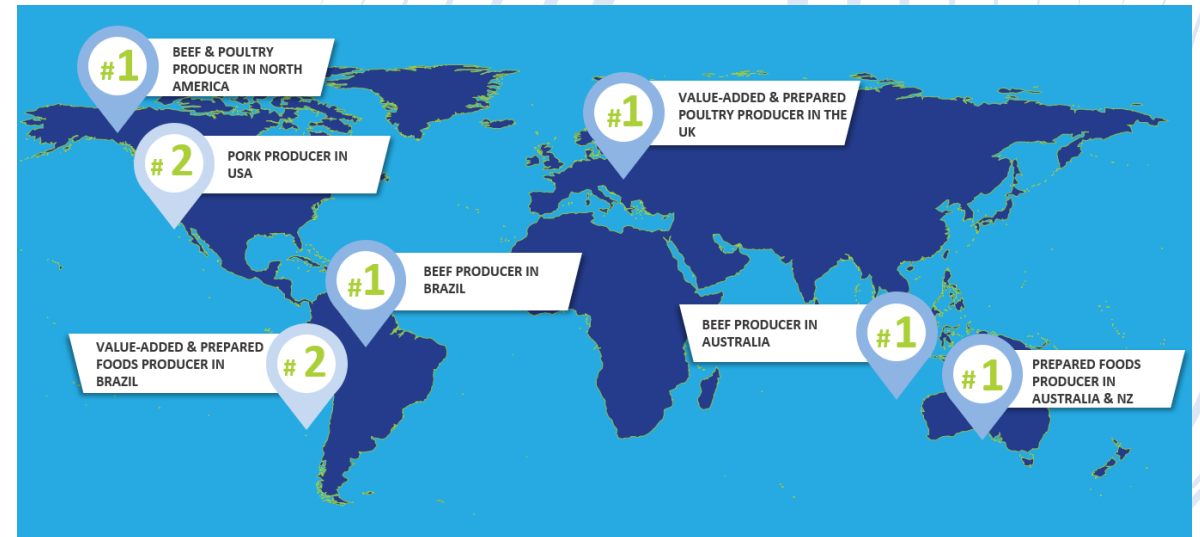 #1
BEEF & POULTRY
PRODUCER IN NORTH
AMERICA
# 2
PORK PRODUCER IN
USA
#1
VALUE-ADDED & PREPARED
POULTRY PRODUCER IN THE
UK
#1
BEEF PRODUCER IN
BRAZIL
VALUE-ADDED & PREPARED
FOODS PRODUCER IN
BRAZIL
# 2
BEEF PRODUCER IN
AUSTRALIA
#1
#1
PREPARED FOODS
PRODUCER IN
AUSTRALIA & NZ